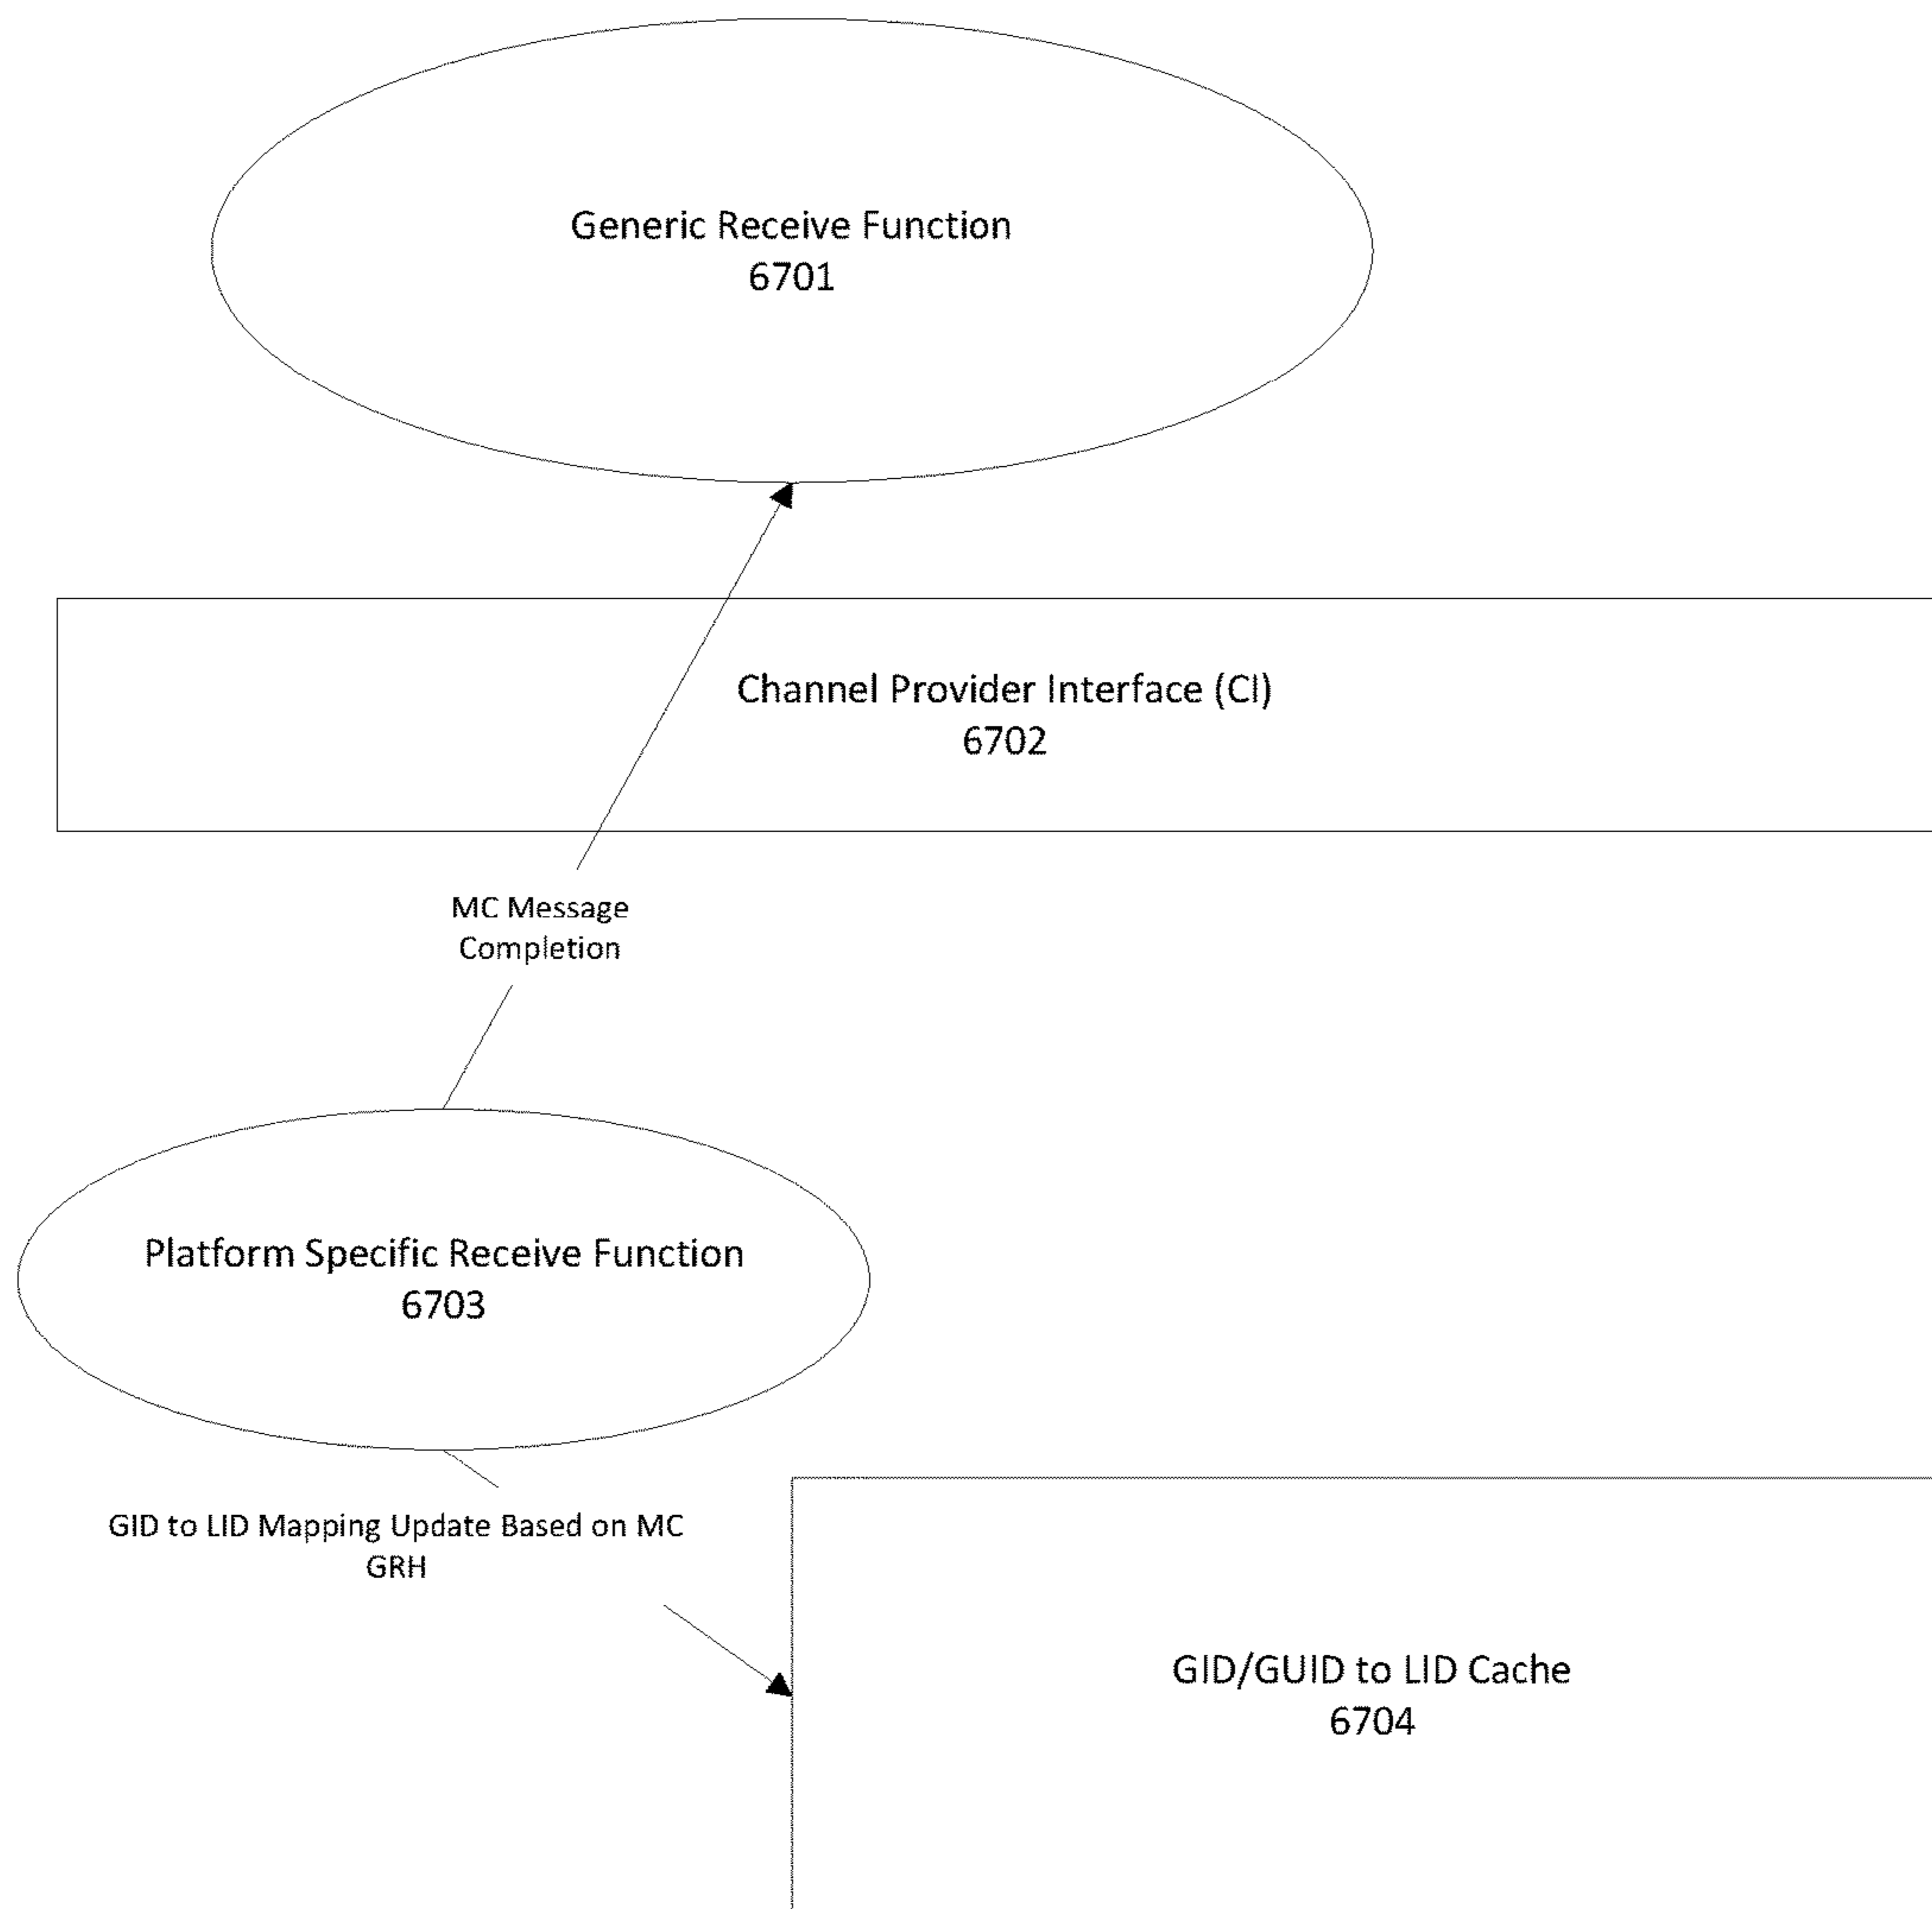 Generic Receive Function
6701
Channel Provider Interface (CI)
6702
MC Message
Completion
Platform Specific Receive Function
6703
GID to LID Mapping Update Based on MC
GRH
GID/GUID to LID Cache
6704